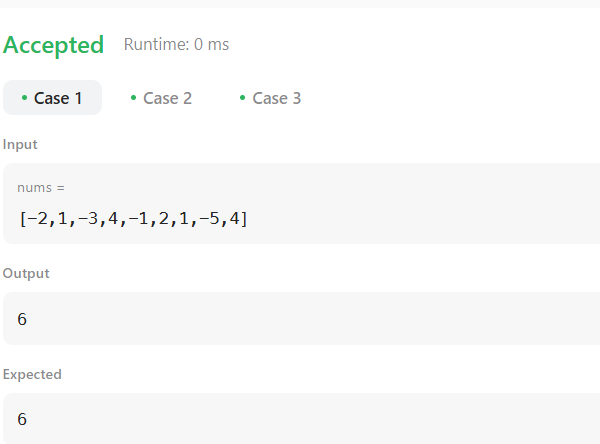 Accepted Runtime: 0 ms
• Case 1 • Case 2 • Case 3
Input
nums =
[-2,1,-3,4,-1,2,1,-5,4]
Output
6
Expected
6